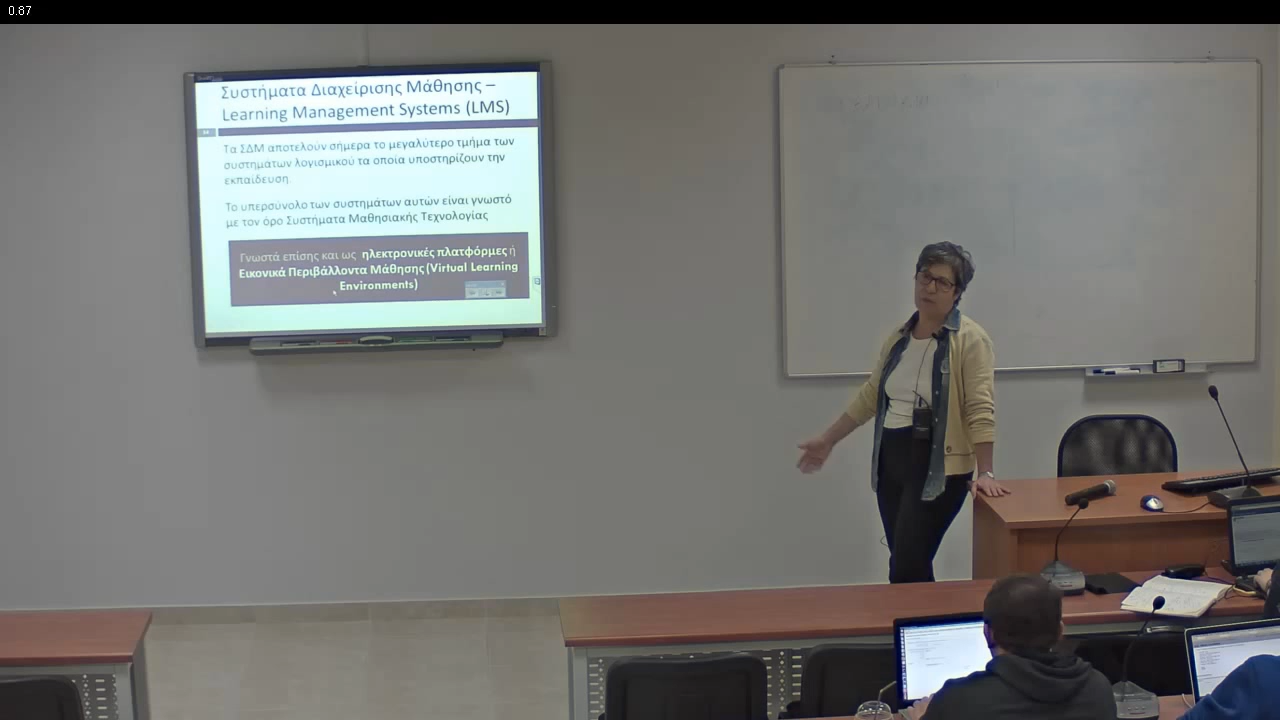 0.87
Συστήματα Διαχείρισης Μάθησης –
Learning Management Systems (LMS)
Τα ΣΔΜ αποτελούν σήμερα το μεγαλύτερο τμήμα των
συστημάτων λογισμικού τα οποία υποστηρίζουν την
εκπαίδευση.
Το υπερσύνολο των συστημάτων αυτών είναι γνωστό
με τον όρο Συστήματα Μαθησιακής Τεχνολογίας
Γνωστά επίσης και ως ηλεκτρονικές πλατφόρμες ή
Εικονικά Περιβάλλοντα Μάθησης (Virtual Learning
Environments)